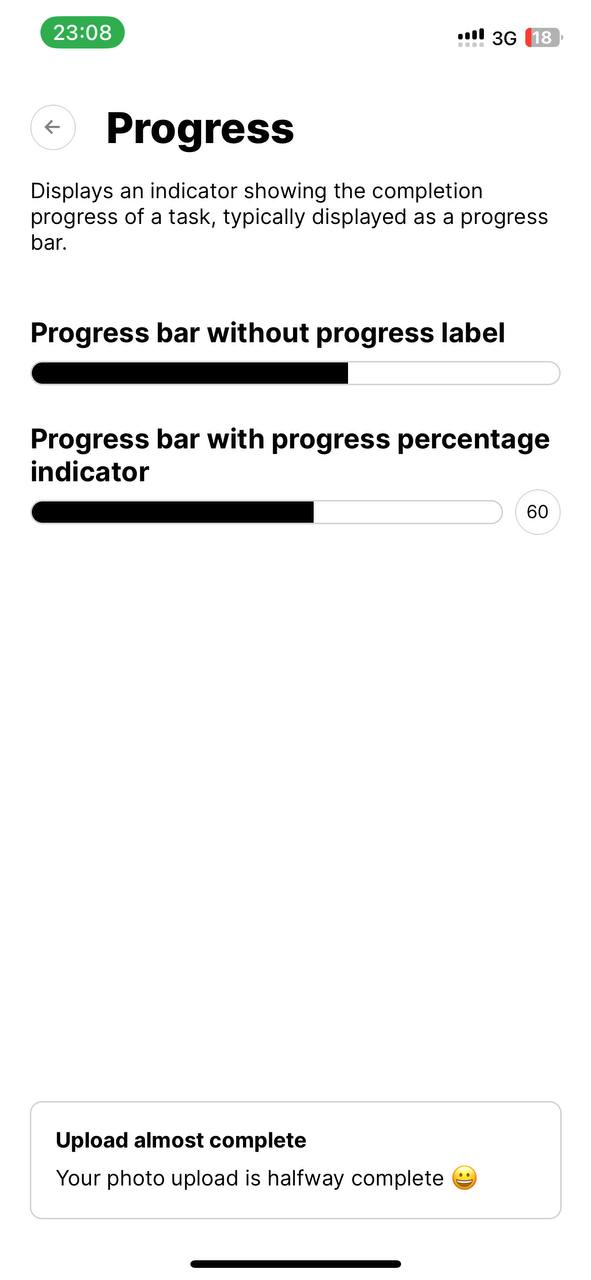 23:08
3G 18
Progress
Displays an indicator showing the completion
progress of a task, typically displayed as a progress
bar.
Progress bar without progress label
Progress bar with progress percentage
indicator
60
Upload almost complete
Your photo upload is halfway complete 😀